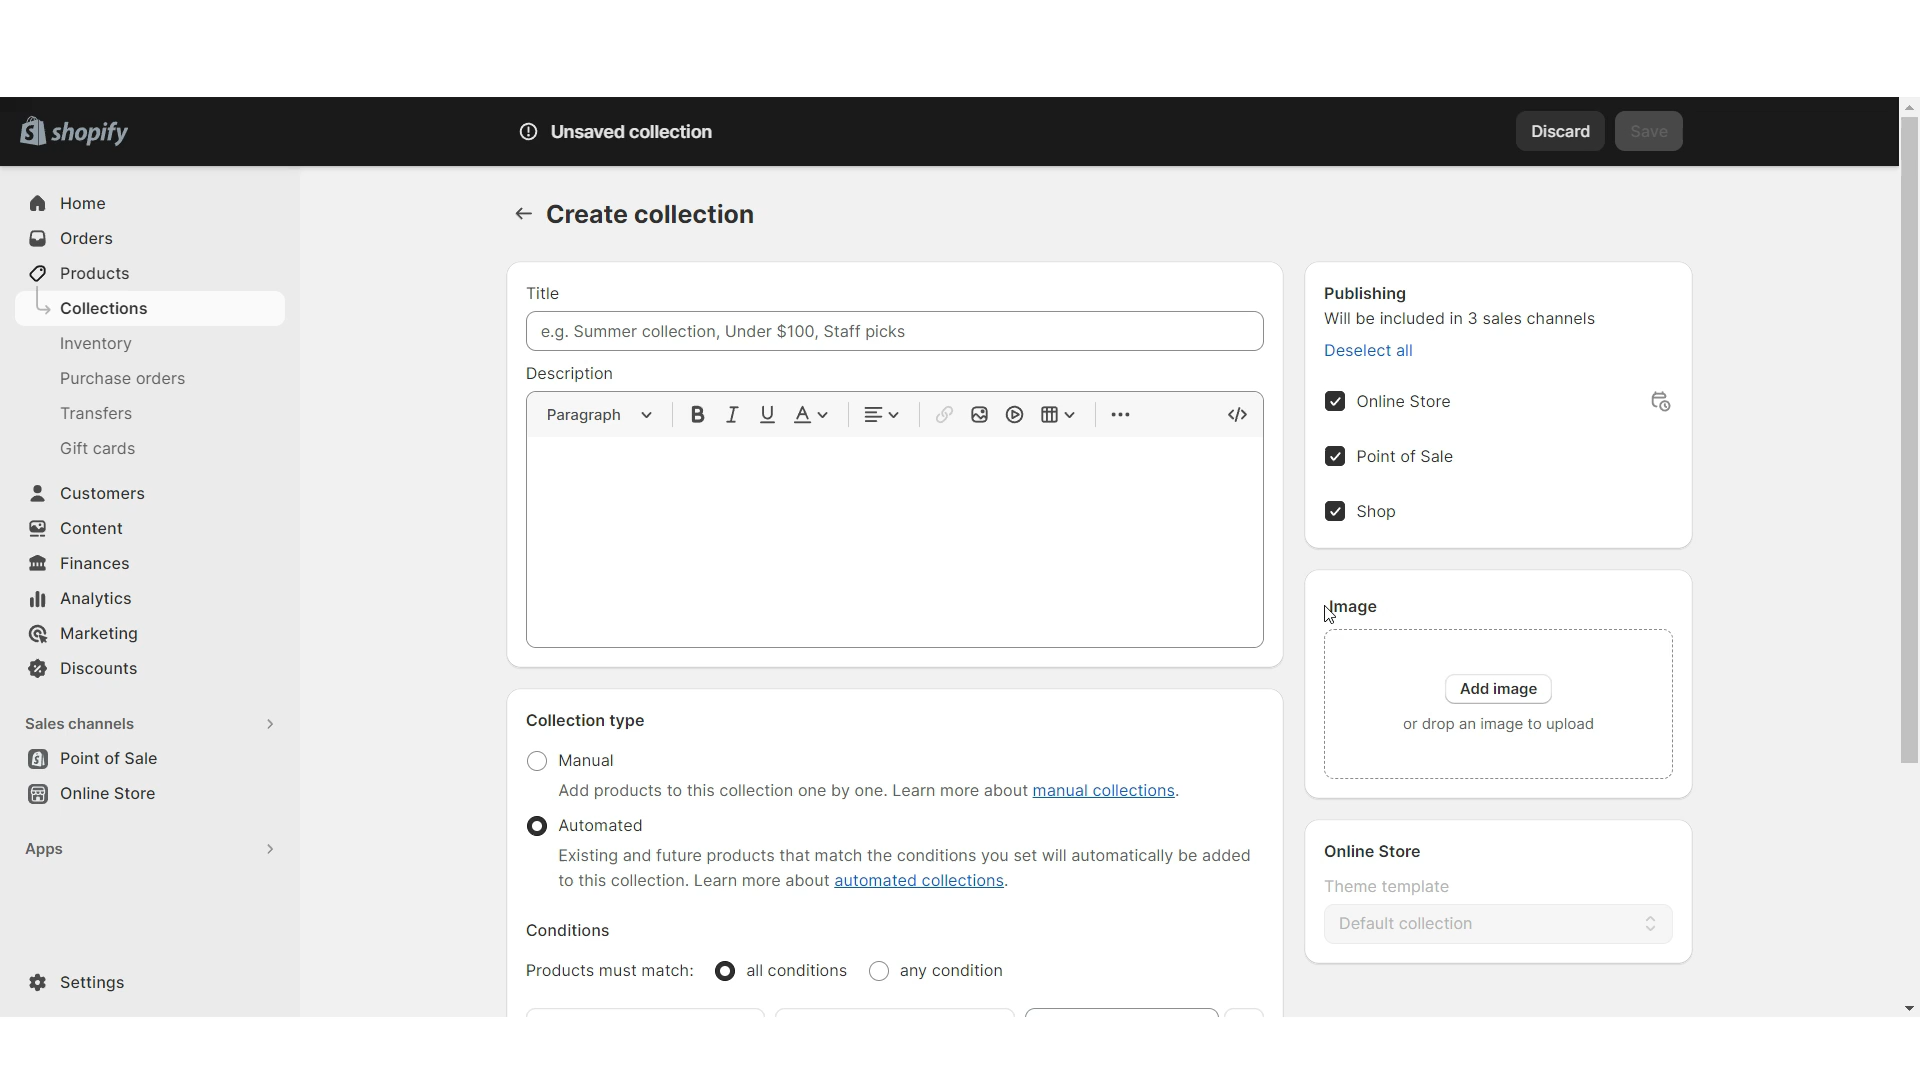 shopify
Unsaved collection
Discard
Save
Home
Orders
Products
Collections
Inventory
Purchase orders
Transfers
Gift cards
Customers
Content
Finances
Analytics
Marketing
Discounts
Sales channels
Point of Sale
Online Store
Apps
Settings
Create collection
Title
e.g. Summer collection, Under $100, Staff picks
Description
Paragraph
Collection type
Manual
Add products to this collection one by one. Learn more about manual collections.
Automated
Existing and future products that match the conditions you set will automatically be added
to this collection. Learn more about automated collections.
Conditions
Products must match: all conditions any condition
Publishing
Will be included in 3 sales channels
Deselect all
Online Store
Point of Sale
Shop
Image
Add image
or drop an image to upload
Online Store
Theme template
Default collection